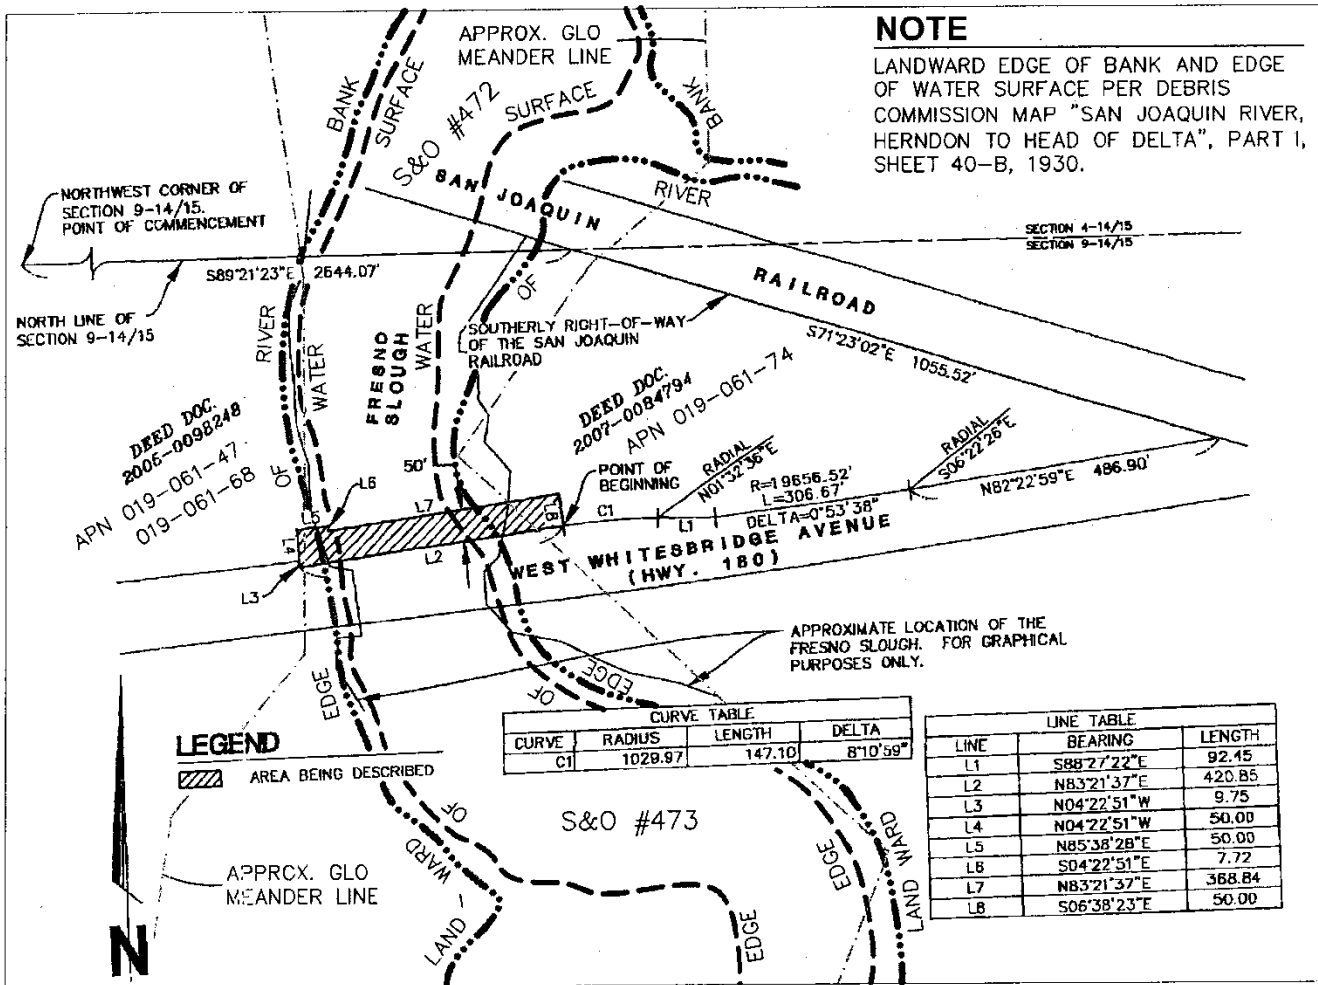 APPROX. GLO
MEANDER LINE
NOTE
LANDWARD EDGE OF BANK AND EDGE
OF WATER SURFACE PER DEBRIS
COMMISSION MAP "SAN JOAQUIN RIVER,
HERNDON TO HEAD OF DELTA", PART I,
SHEET 40-B, 1930.
BANK
SURFACE
S&O #472
SURFACE
BANK
RIVER
SAN JOAQUIN
RAILROAD
NORTHWEST CORNER OF
SECTION 9-14/15.
POINT OF COMMENCEMENT
SECTION 4-14/15
SECTION 9-14/15
S89°21'23"E 2644.07'
NORTH LINE OF
SECTION 9-14/15
RIVER
WATER
OF
FRESNO
SLOUGH
WATER
OF
SOUTHERLY RIGHT-OF-WAY
OF THE SAN JOAQUIN
RAILROAD
S71°23'02"E 1055.52'
DEED DOC.
2006-0098248
APN 019-061-47
019-061-68
DEED DOC.
2007-0084794
APN 019-061-74
RADIAL
N01°32'36"E
RADIAL
S06°22'26"E
50'
POINT OF
BEGINNING
R=19656.52'
L=306.67'
DELTA=0°53'38"
N82°22'59"E 486.90'
L6
L5
L7
L8
C1
L1
L4
L2
L3
WEST WHITESBRIDGE AVENUE
(HWY. 180)
APPROXIMATE LOCATION OF THE
FRESNO SLOUGH. FOR GRAPHICAL
PURPOSES ONLY.
EDGE
EDGE
OF
LEGEND
AREA BEING DESCRIBED
CURVE TABLE
CURVE RADIUS LENGTH DELTA
C1 1029.97 147.10 8°10'59"
LINE TABLE
LINE BEARING LENGTH
L1 S88°27'22"E 92.45
L2 N83°21'37"E 420.85
L3 N04°22'51"W 9.75
L4 N04°22'51"W 50.00
L5 N85°38'28"E 50.00
L6 S04°22'51"E 7.72
L7 N83°21'37"E 368.84
L8 S06°38'23"E 50.00
S&O #473
OF
WARD
LAND
EDGE
EDGE
LAND WARD
APPROX. GLO
MEANDER LINE
N